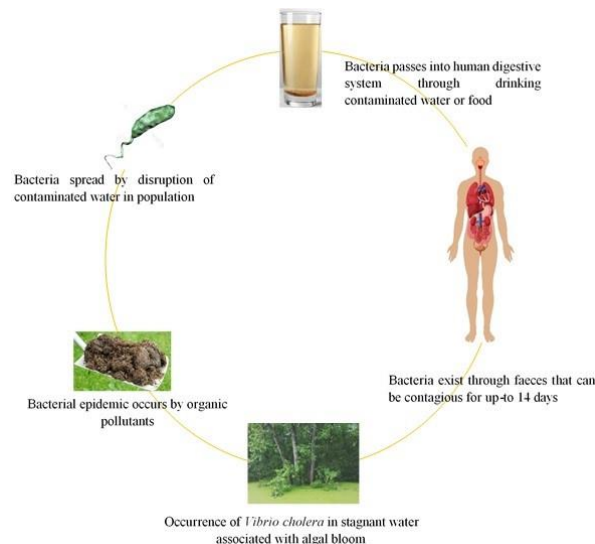 Bacteria passes into human digestive
system through drinking
contaminated water or food
Bacteria spread by disruption of
contaminated water in population
Bacteria exist through faeces that can
be contagious for up-to 14 days
Bacterial epidemic occurs by organic
pollutants
Occurrence of Vibrio cholera in stagnant water
associated with algal bloom